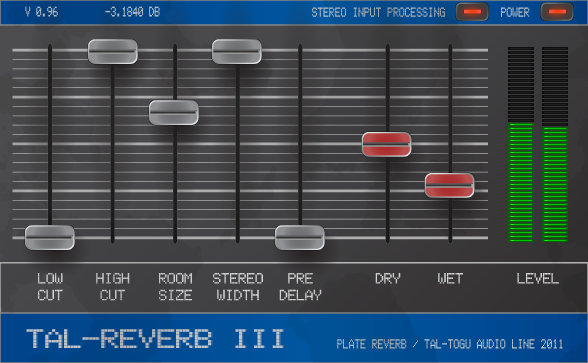 V 0.96 -3.1840 DB STEREO INPUT PROCESSING POWER
LOW CUT
HIGH CUT
ROOM SIZE
STEREO WIDTH
PRE DELAY
DRY
WET
LEVEL
TAL-REVERB III
PLATE REVERB / TAL-TOGU AUDIO LINE 2011